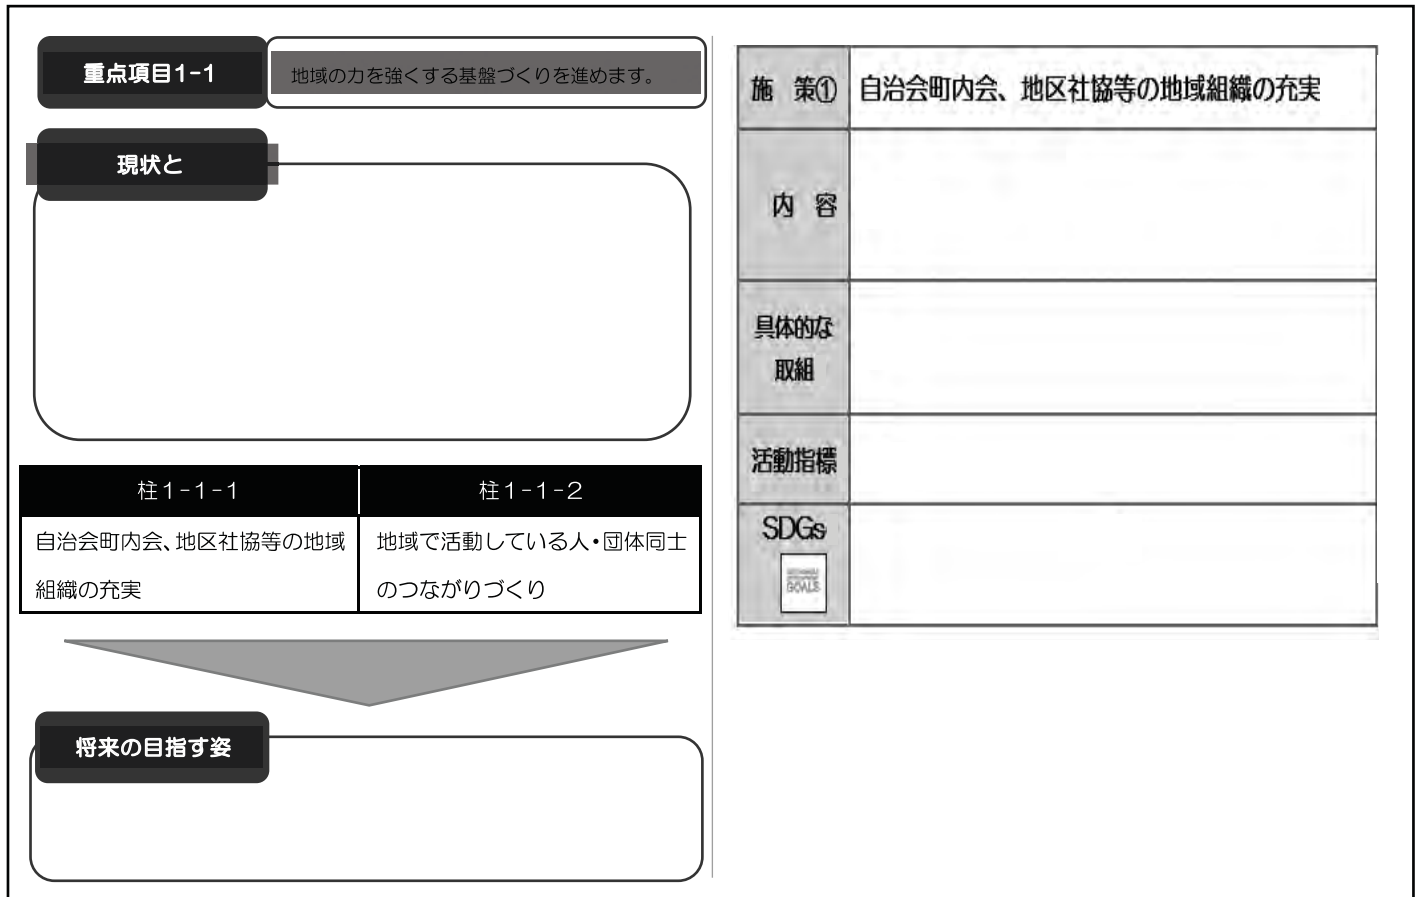 重点項目1-1
地域の力を強くする基盤づくりを進めます。
現状と
柱1-1-1
柱1-1-2
自治会町内会、地区社協等の地域
組織の充実
地域で活動している人・団体同士
のつながりづくり
将来の目指す姿
施　策① 自治会町内会、地区社協等の地域組織の充実
内　容
具体的な
取組
活動指標
SDGs
GOALS